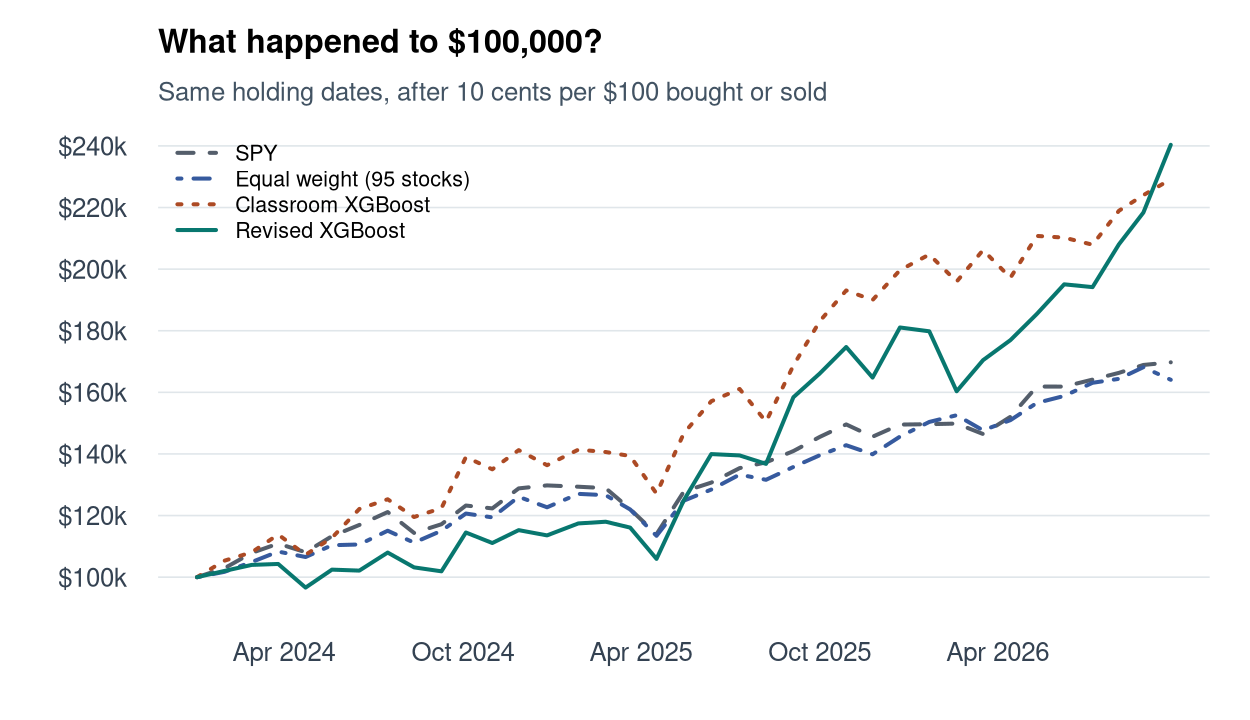 What happened to $100,000?
Same holding dates, after 10 cents per $100 bought or sold
$240k
$220k
$200k
$180k
$160k
$140k
$120k
$100k
SPY
Equal weight (95 stocks)
Classroom XGBoost
Revised XGBoost
Apr 2024
Oct 2024
Apr 2025
Oct 2025
Apr 2026